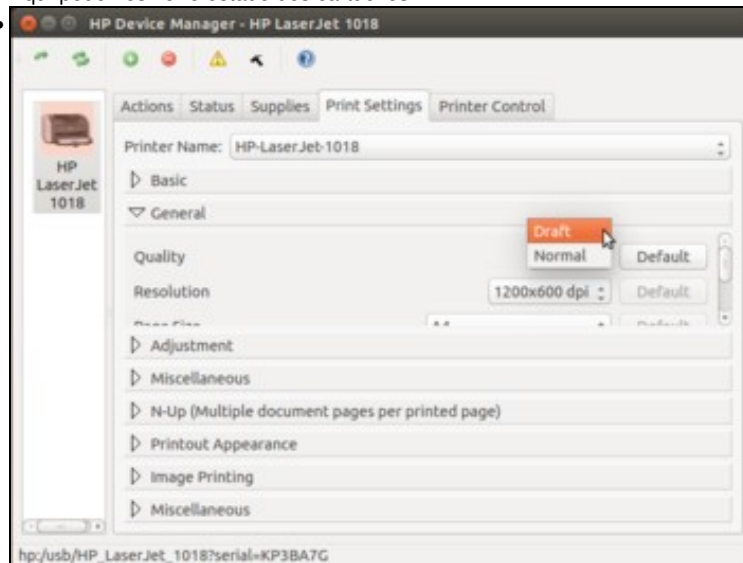 HP Device Manager - HP LaserJet 1018
Actions Status Supplies Print Settings Printer Control
HP
LaserJet
1018
Printer Name: HP-LaserJet-1018
Basic
General
Draft
Normal
Quality Default
Resolution 1200x600 dpi Default
Adjustment
Miscellaneous
N-Up (Multiple document pages per printed page)
Printout Appearance
Image Printing
Miscellaneous
hp:/usb/HP_LaserJet_1018?serial=KP3BA7G